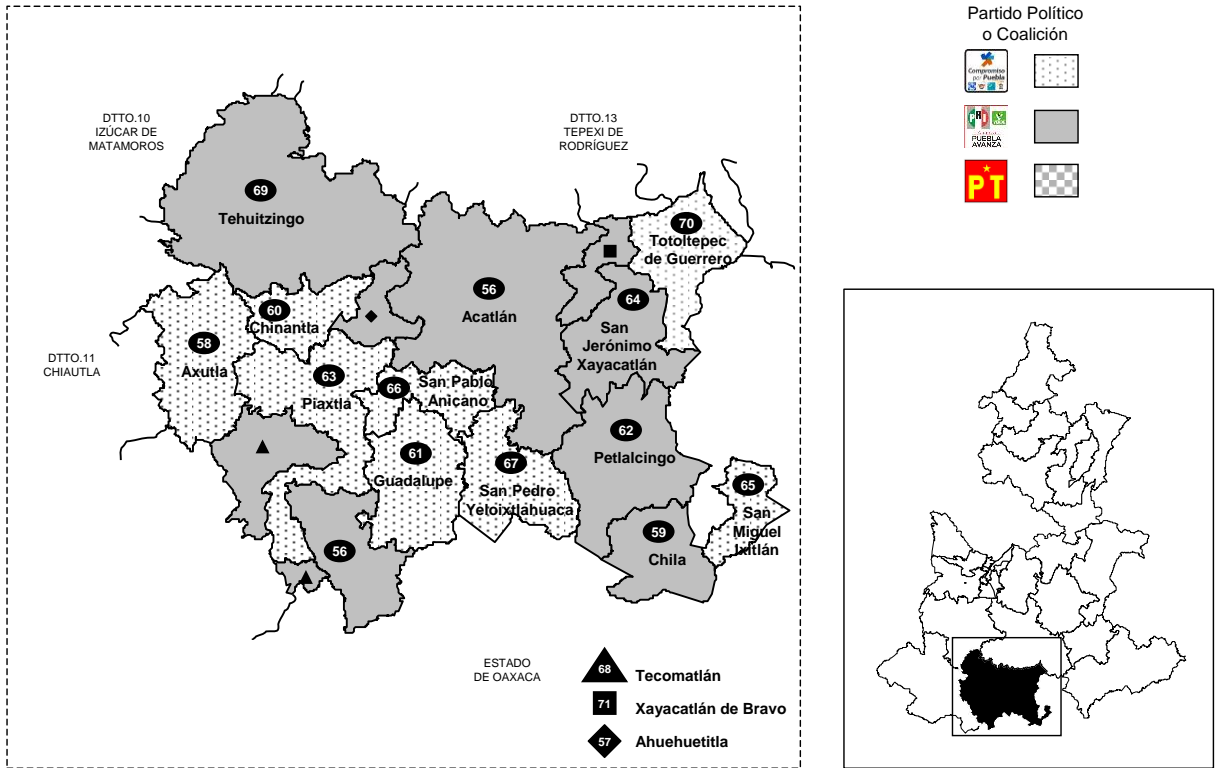 Partido Político
o Coalición
Compromiso
por Puebla
PRD
PUEBLA
AVANZA
PT
DTTO.10
IZÚCAR DE
MATAMOROS
DTTO.13
TEPEXI DE
RODRÍGUEZ
69
Tehuitzingo
70
Totoltepec
de Guerrero
56
Acatlán
64
San
Jerónimo
Xayacatlán
60
Chinantla
58
Axutla
DTTO.11
CHIAUTLA
63
Piaxtla
66
San Pablo
Anicano
62
Petlalcingo
61
Guadalupe
67
San Pedro
Yeloixtlahuaca
65
San
Miguel
Ixitlán
59
Chila
56
ESTADO
DE OAXACA
68
Tecomatlán
71
Xayacatlán de Bravo
57
Ahuehuetitla